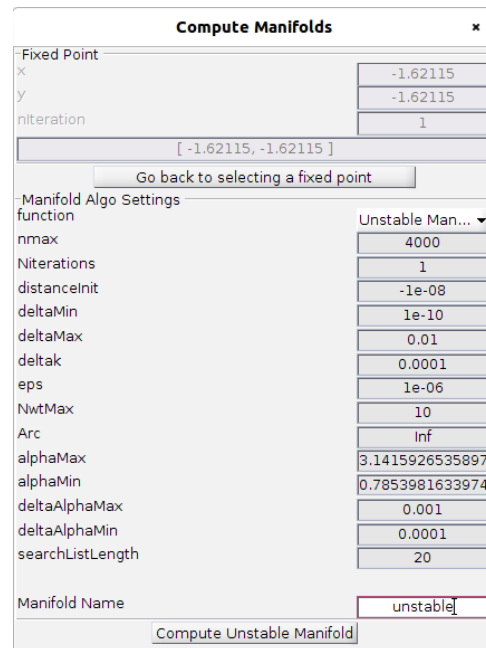 Compute Manifolds ×
Fixed Point
x -1.62115
y -1.62115
nIteration 1
[ -1.62115, -1.62115 ]
Go back to selecting a fixed point
Manifold Algo Settings
function Unstable Man...
nmax 4000
Niterations 1
distanceInit -1e-08
deltaMin 1e-10
deltaMax 0.01
deltak 0.0001
eps 1e-06
NwtMax 10
Arc Inf
alphaMax 3.1415926535897
alphaMin 0.7853981633974
deltaAlphaMax 0.001
deltaAlphaMin 0.0001
searchListLength 20
Manifold Name unstable
Compute Unstable Manifold